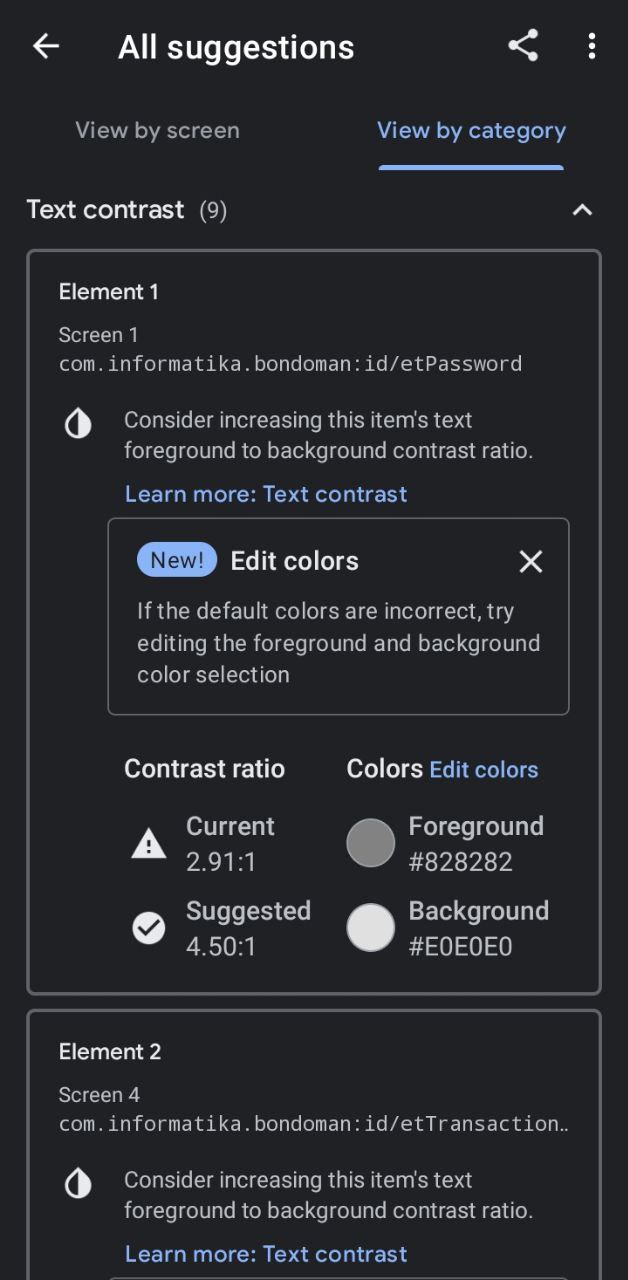 All suggestions
View by screen
View by category
Text contrast (9)
Element 1
Screen 1
com.informatika.bondoman:id/etPassword
Consider increasing this item's text
foreground to background contrast ratio.
Learn more: Text contrast
New! Edit colors
If the default colors are incorrect, try
editing the foreground and background
color selection
Contrast ratio
Colors Edit colors
Current
2.91:1
Foreground
#828282
Suggested
4.50:1
Background
#E0E0E0
Element 2
Screen 4
com.informatika.bondoman:id/etTransaction…
Consider increasing this item's text
foreground to background contrast ratio.
Learn more: Text contrast